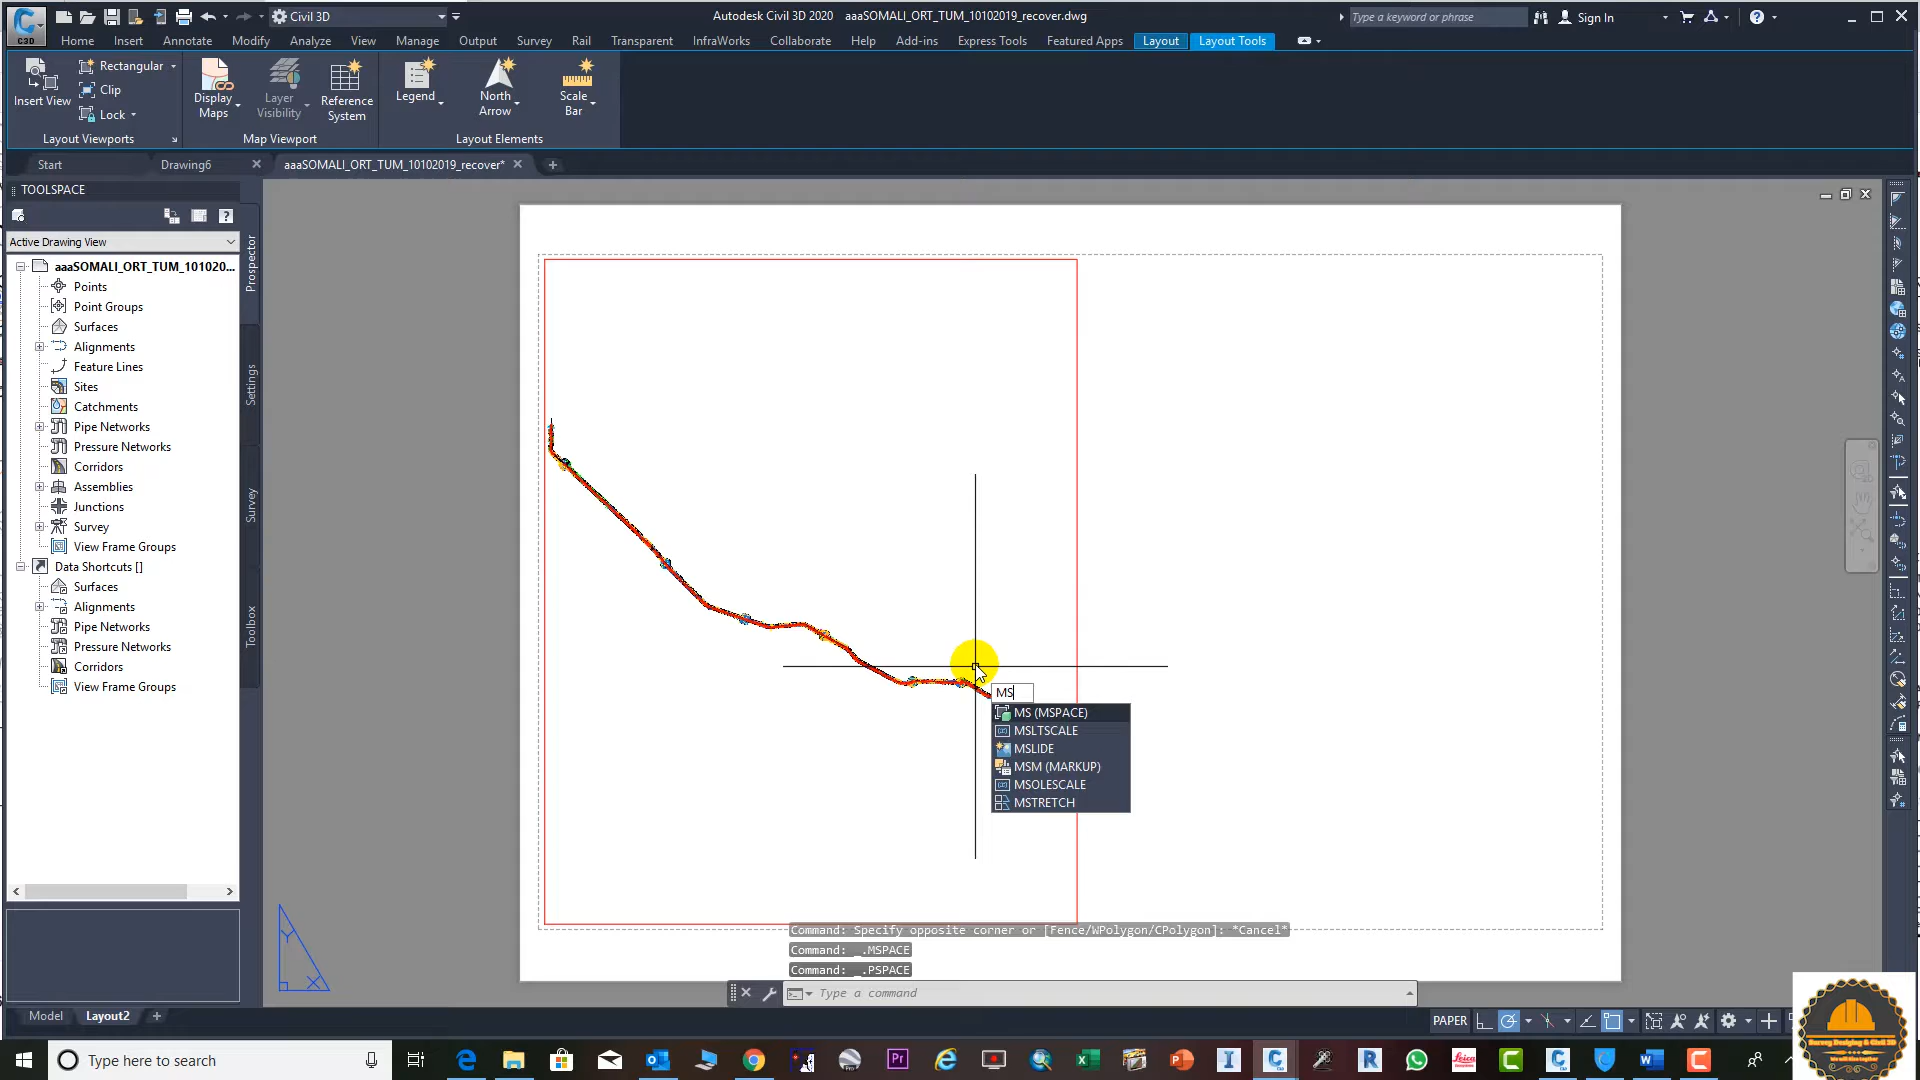 Civil 3D
Autodesk Civil 3D 2020 aaaSOMALI_ORT_TUM_10102019_recover.dwg
Type a keyword or phrase
Sign In
C3D
Home Insert Annotate Modify Analyze View Manage Output Survey Rail Transparent InfraWorks Collaborate Help Add-ins Express Tools Featured Apps Layout Layout Tools
Insert View
Rectangular
Clip
Lock
Layout Viewports
Display Maps
Layer Visibility
Reference System
Map Viewport
Legend
North Arrow
Scale Bar
Layout Elements
Start
Drawing6
aaaSOMALI_ORT_TUM_10102019_recover*
TOOLSPACE
Active Drawing View
aaaSOMALI_ORT_TUM_101020...
Points
Point Groups
Surfaces
Alignments
Feature Lines
Sites
Catchments
Pipe Networks
Pressure Networks
Corridors
Assemblies
Junctions
Survey
View Frame Groups
Data Shortcuts []
Surfaces
Alignments
Pipe Networks
Pressure Networks
Corridors
View Frame Groups
Prospector
Settings
Survey
Toolbox
MS
MS (MSPACE)
MSLTSCALE
MSLIDE
MSM (MARKUP)
MSOLESCALE
MSTRETCH
Command: Specify opposite corner or [Fence/WPolygon/CPolygon]: *Cancel*
Command: _.MSPACE
Command: _.PSPACE
Type a command
Y
X
Model
Layout2
PAPER
Type here to search
Survey Desiging & Civil 3D